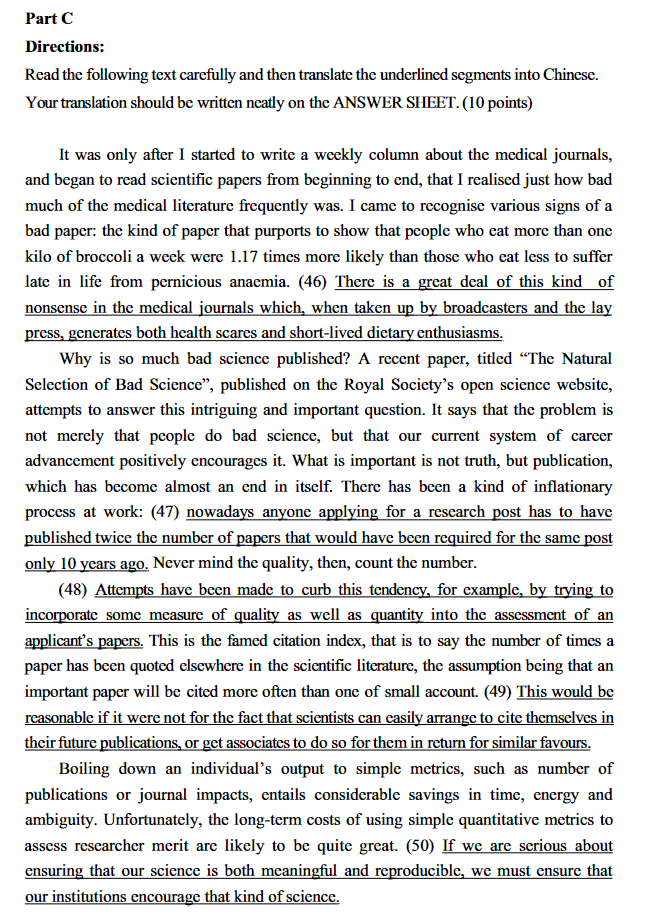 Part C
Directions:
Read the following text carefully and then translate the underlined segments into Chinese.
Your translation should be written neatly on the ANSWER SHEET. (10 points)
It was only after I started to write a weekly column about the medical journals,
and began to read scientific papers from beginning to end, that I realised just how bad
much of the medical literature frequently was. I came to recognise various signs of a
bad paper: the kind of paper that purports to show that people who eat more than one
kilo of broccoli a week were 1.17 times more likely than those who eat less to suffer
late in life from pernicious anaemia. (46) There is a great deal of this kind of
nonsense in the medical journals which, when taken up by broadcasters and the lay
press, generates both health scares and short-lived dietary enthusiasms.
Why is so much bad science published? A recent paper, titled “The Natural
Selection of Bad Science”, published on the Royal Society’s open science website,
attempts to answer this intriguing and important question. It says that the problem is
not merely that people do bad science, but that our current system of career
advancement positively encourages it. What is important is not truth, but publication,
which has become almost an end in itself. There has been a kind of inflationary
process at work: (47) nowadays anyone applying for a research post has to have
published twice the number of papers that would have been required for the same post
only 10 years ago. Never mind the quality, then, count the number.
(48) Attempts have been made to curb this tendency, for example, by trying to
incorporate some measure of quality as well as quantity into the assessment of an
applicant’s papers. This is the famed citation index, that is to say the number of times a
paper has been quoted elsewhere in the scientific literature, the assumption being that an
important paper will be cited more often than one of small account. (49) This would be
reasonable if it were not for the fact that scientists can easily arrange to cite themselves in
their future publications, or get associates to do so for them in return for similar favours.
Boiling down an individual’s output to simple metrics, such as number of
publications or journal impacts, entails considerable savings in time, energy and
ambiguity. Unfortunately, the long-term costs of using simple quantitative metrics to
assess researcher merit are likely to be quite great. (50) If we are serious about
ensuring that our science is both meaningful and reproducible, we must ensure that
our institutions encourage that kind of science.